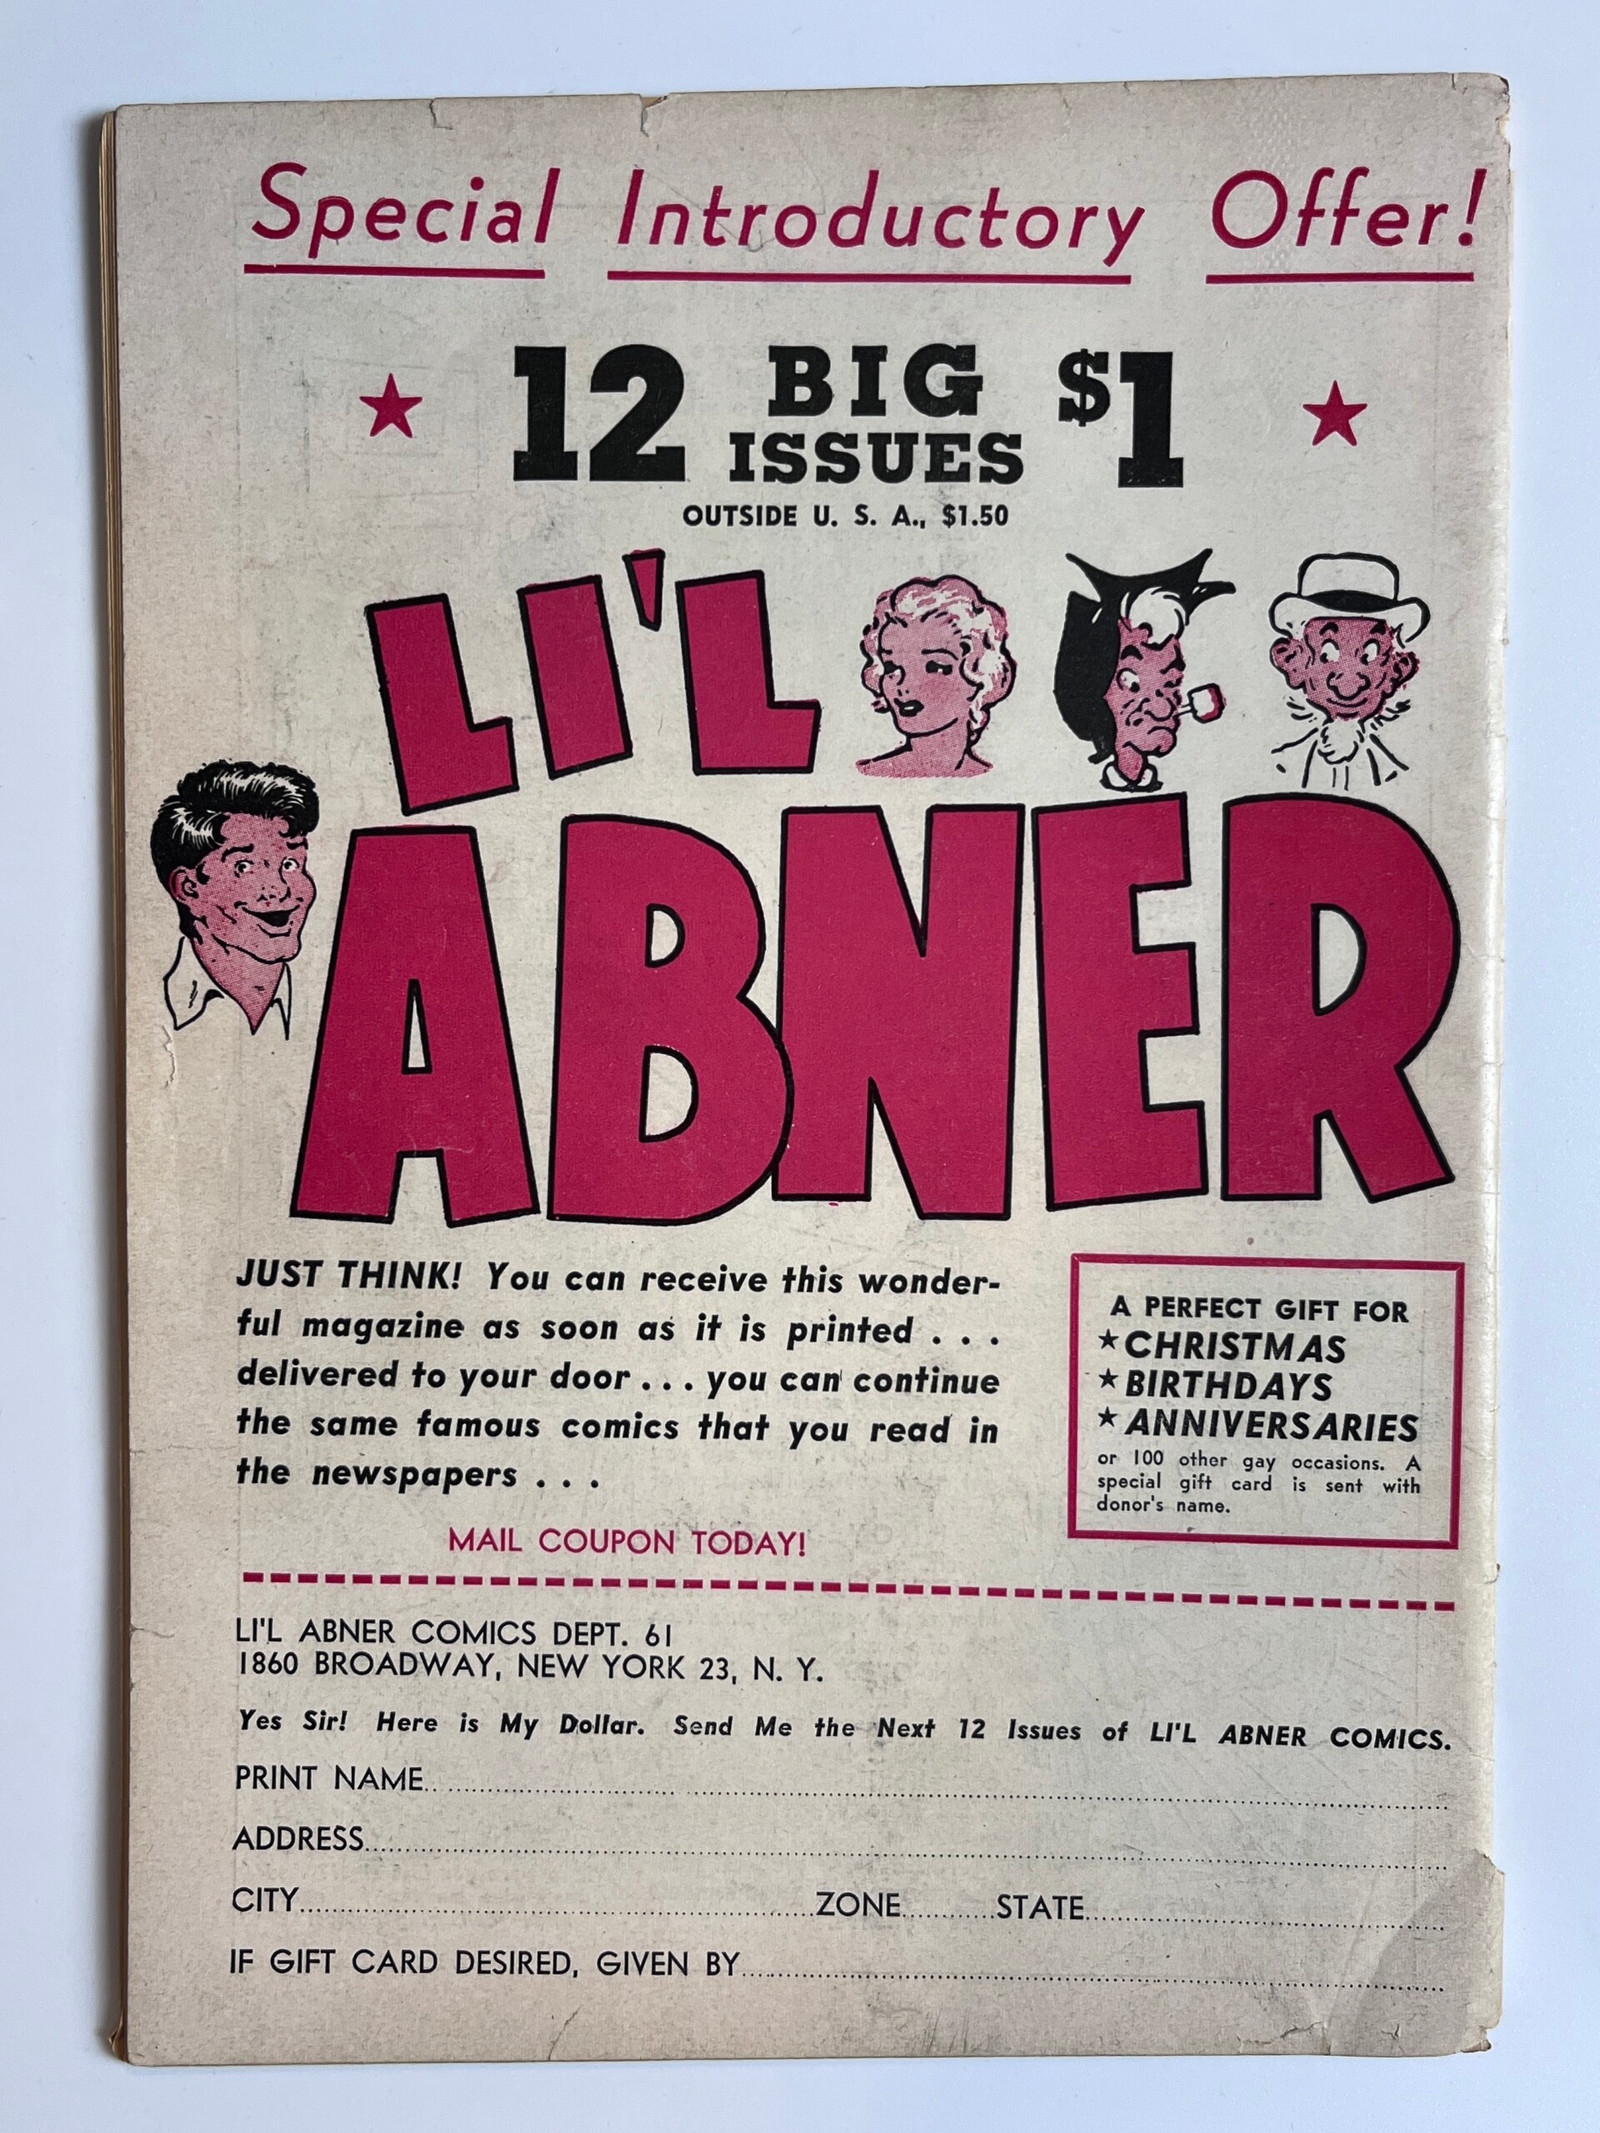 Special Introductory Offer!
12 BIG ISSUES $1
OUTSIDE U. S. A., $1.50
LI'L
ABNER
JUST THINK! You can receive this wonder-
ful magazine as soon as it is printed . . .
delivered to your door . . . you can continue
the same famous comics that you read in
the newspapers . . .
MAIL COUPON TODAY!
A PERFECT GIFT FOR
★CHRISTMAS
★BIRTHDAYS
★ANNIVERSARIES
or 100 other gay occasions. A
special gift card is sent with
donor's name.
LI'L ABNER COMICS DEPT. 61
1860 BROADWAY, NEW YORK 23, N. Y.
Yes Sir! Here is My Dollar. Send Me the Next 12 Issues of LI'L ABNER COMICS.
PRINT NAME
ADDRESS
CITY ZONE STATE
IF GIFT CARD DESIRED, GIVEN BY